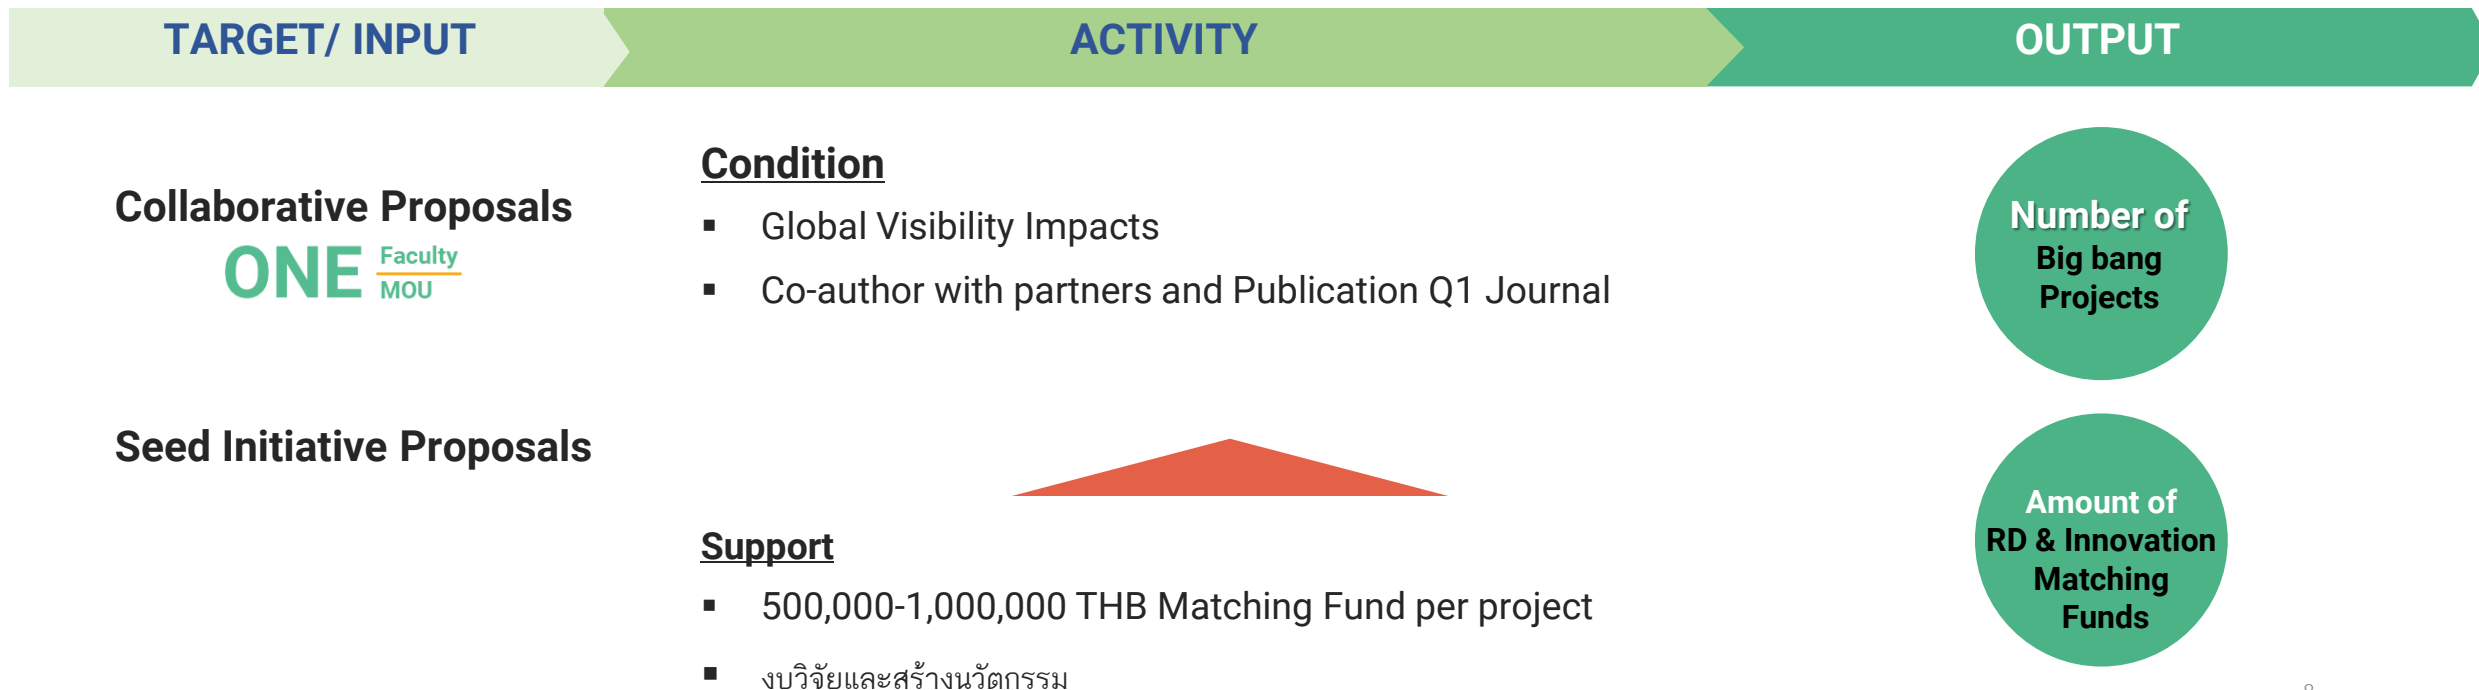 TARGET/ INPUT
ACTIVITY
OUTPUT
Collaborative Proposals
ONE Faculty
MOU
Seed Initiative Proposals
Condition
▪ Global Visibility Impacts
▪ Co-author with partners and Publication Q1 Journal
Support
▪ 500,000-1,000,000 THB Matching Fund per project
▪ งบวิจัยและสร้างนวัตกรรม
Number of
Big bang
Projects
Amount of
RD & Innovation
Matching
Funds